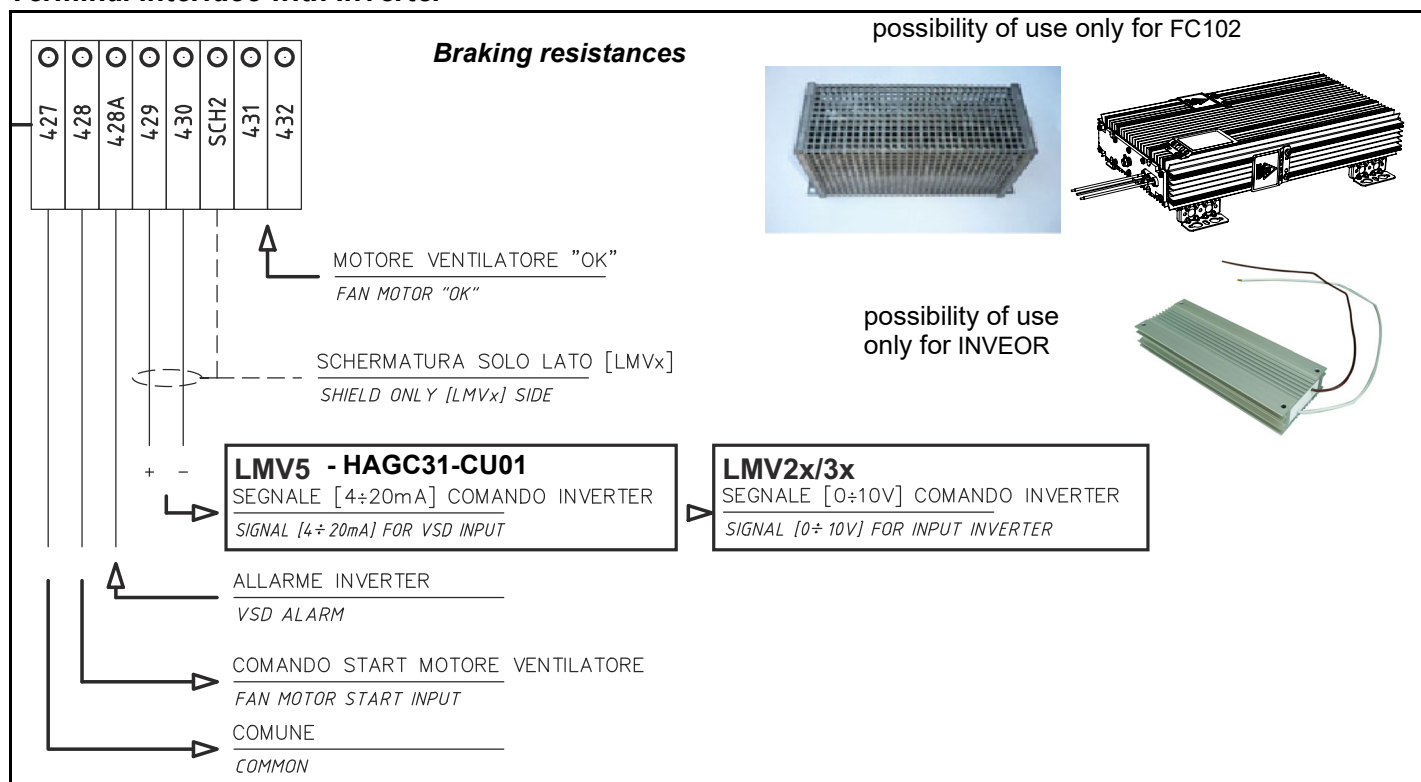 Braking resistances
possibility of use only for FC102
427
428
428A
429
430
SCH2
431
432
MOTORE VENTILATORE "OK"
FAN MOTOR "OK"
possibility of use
only for INVEOR
SCHERMATURA SOLO LATO [LMVx]
SHIELD ONLY [LMVx] SIDE
+ -
LMV5 - HAGC31-CU01
SEGNALE [4÷20mA] COMANDO INVERTER
SIGNAL [4÷20mA] FOR VSD INPUT
LMV2x/3x
SEGNALE [0÷10V] COMANDO INVERTER
SIGNAL [0÷10V] FOR INPUT INVERTER
ALLARME INVERTER
VSD ALARM
COMANDO START MOTORE VENTILATORE
FAN MOTOR START INPUT
COMUNE
COMMON